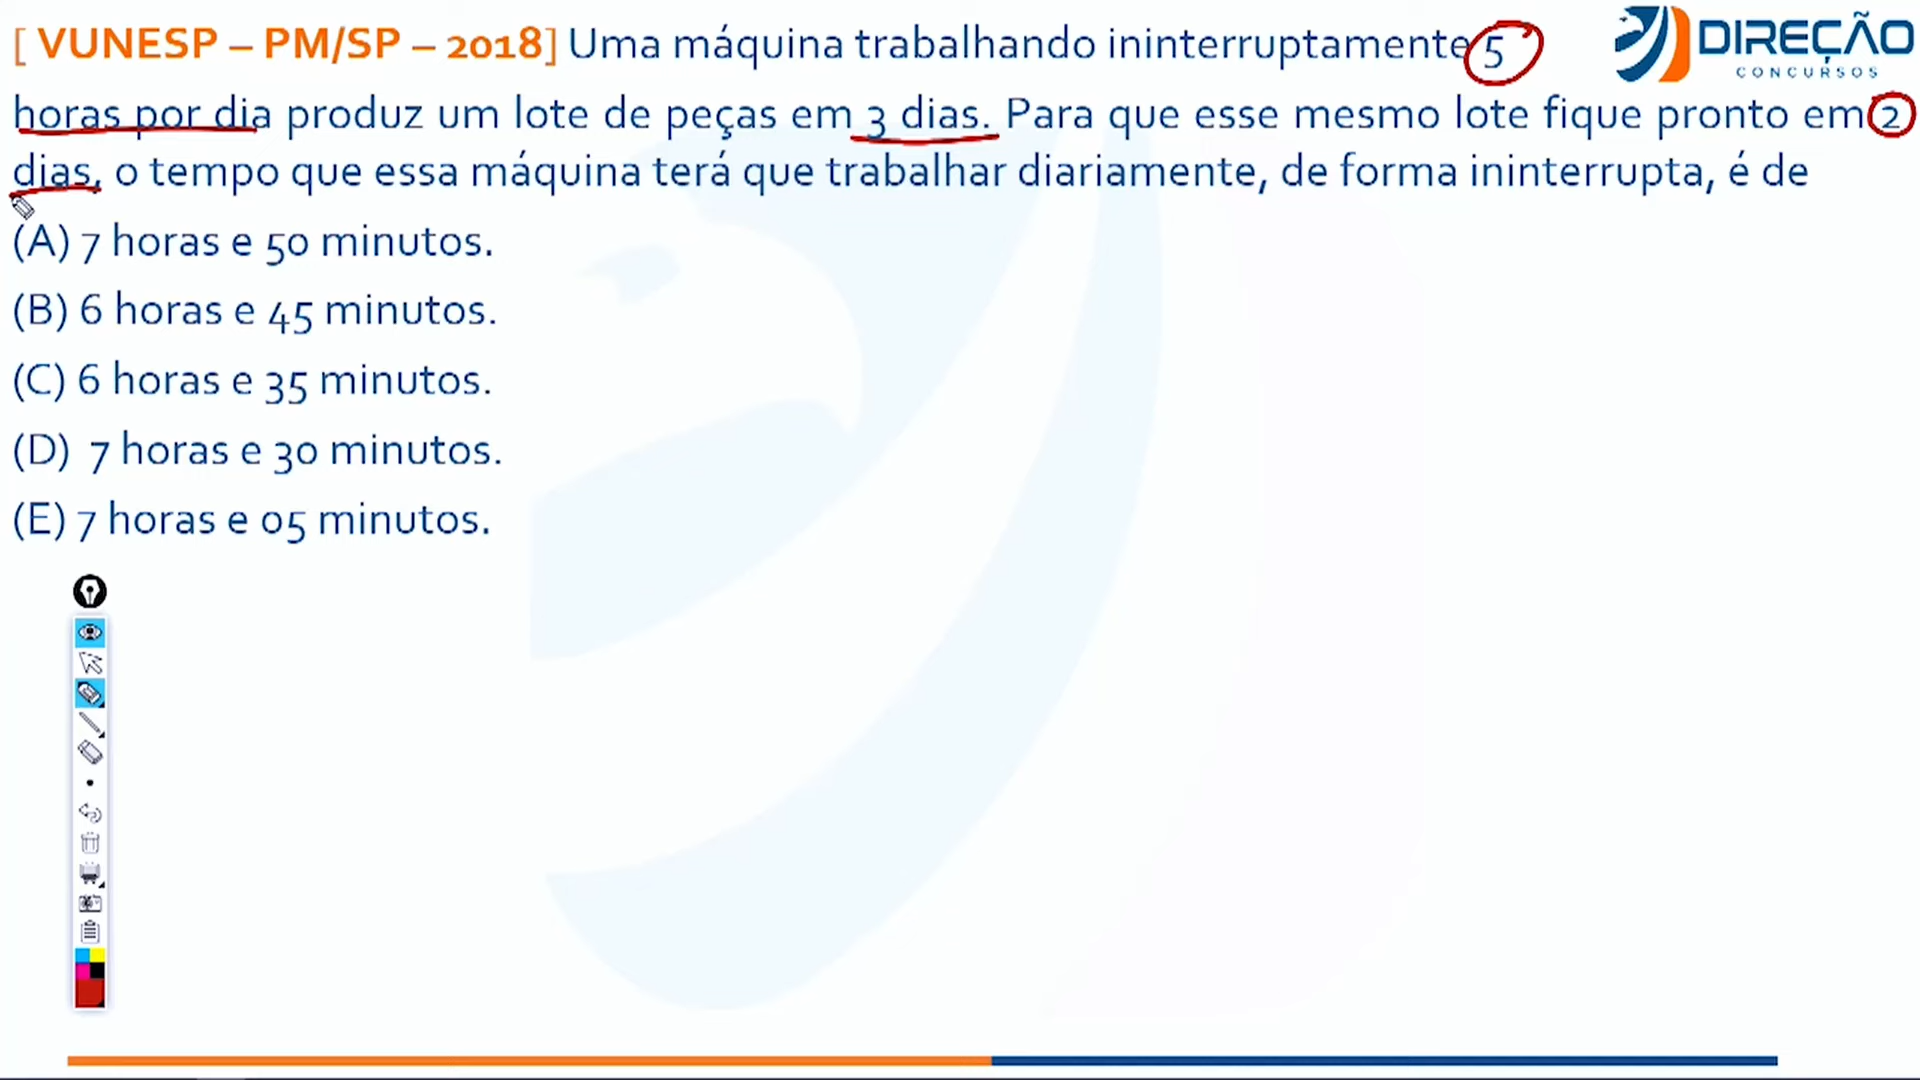 [ VUNESP – PM/SP – 2018] Uma máquina trabalhando ininterruptamente 5
DIREÇÃO
CONCURSOS
horas por dia produz um lote de peças em 3 dias. Para que esse mesmo lote fique pronto em 2
dias, o tempo que essa máquina terá que trabalhar diariamente, de forma ininterrupta, é de
(A) 7 horas e 50 minutos.
(B) 6 horas e 45 minutos.
(C) 6 horas e 35 minutos.
(D) 7 horas e 30 minutos.
(E) 7 horas e 05 minutos.